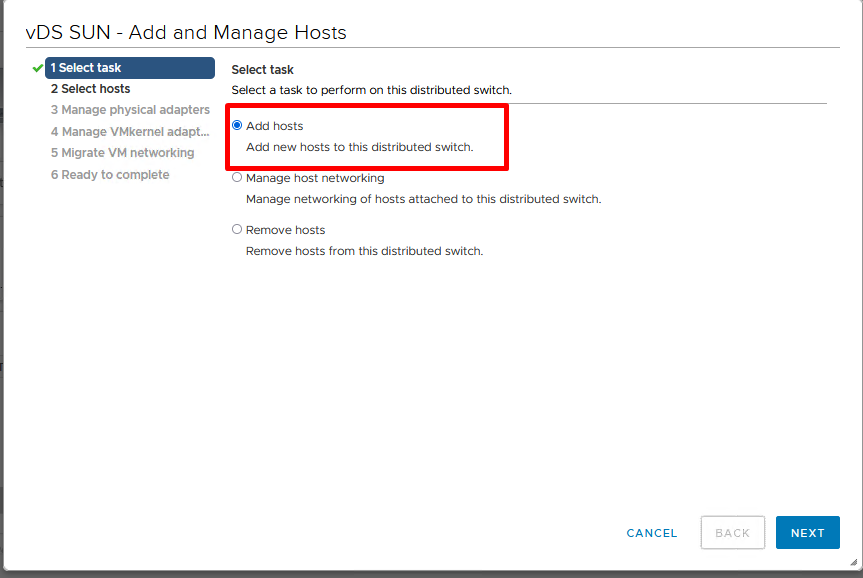 vDS SUN - Add and Manage Hosts
1 Select task
2 Select hosts
3 Manage physical adapters
4 Manage VMkernel adapt...
5 Migrate VM networking
6 Ready to complete
Select task
Select a task to perform on this distributed switch.
Add hosts
Add new hosts to this distributed switch.
Manage host networking
Manage networking of hosts attached to this distributed switch.
Remove hosts
Remove hosts from this distributed switch.
CANCEL
BACK
NEXT